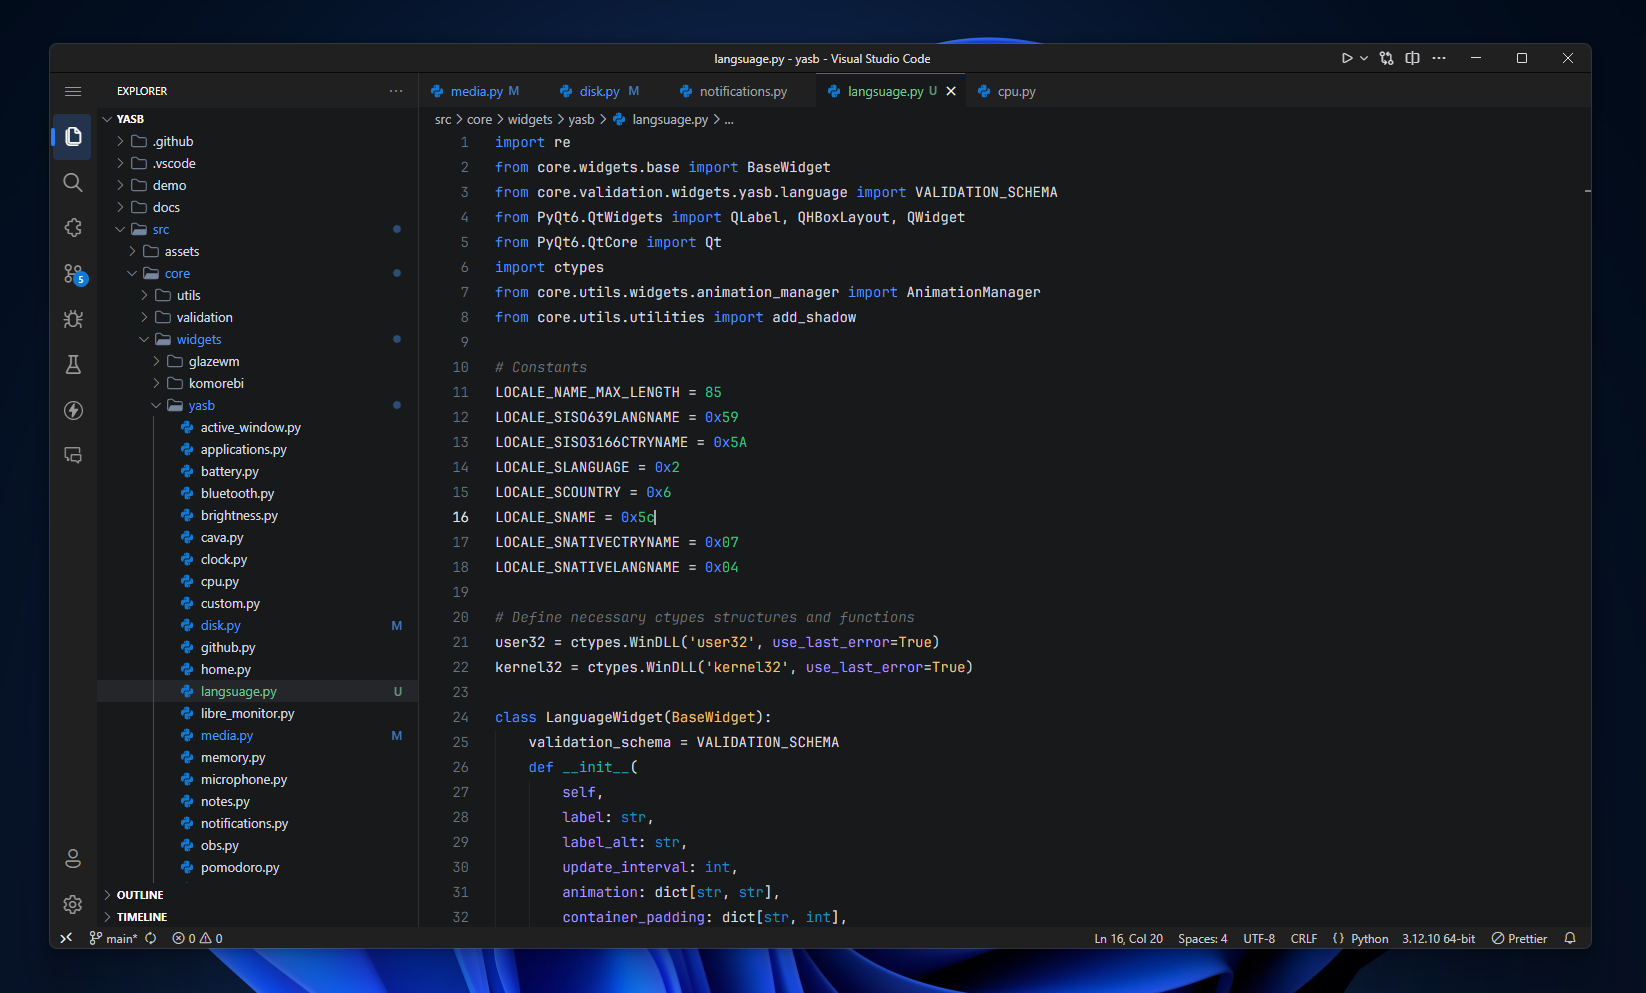 langsuage.py - yasb - Visual Studio Code
EXPLORER
YASB
.github
.vscode
demo
docs
src
assets
core
utils
validation
widgets
glazewm
komorebi
yasb
active_window.py
applications.py
battery.py
bluetooth.py
brightness.py
cava.py
clock.py
cpu.py
custom.py
disk.py M
github.py
home.py
langsuage.py U
libre_monitor.py
media.py M
memory.py
microphone.py
notes.py
notifications.py
obs.py
pomodoro.py
OUTLINE
TIMELINE
5
media.py M disk.py M notifications.py langsuage.py U cpu.py
src > core > widgets > yasb > langsuage.py > ...
1 import re
2 from core.widgets.base import BaseWidget
3 from core.validation.widgets.yasb.language import VALIDATION_SCHEMA
4 from PyQt6.QtWidgets import QLabel, QHBoxLayout, QWidget
5 from PyQt6.QtCore import Qt
6 import ctypes
7 from core.utils.widgets.animation_manager import AnimationManager
8 from core.utils.utilities import add_shadow
9
10 # Constants
11 LOCALE_NAME_MAX_LENGTH = 85
12 LOCALE_SISO639LANGNAME = 0x59
13 LOCALE_SISO3166CTRYNAME = 0x5A
14 LOCALE_SLANGUAGE = 0x2
15 LOCALE_SCOUNTRY = 0x6
16 LOCALE_SNAME = 0x5c
17 LOCALE_SNATIVECTRYNAME = 0x07
18 LOCALE_SNATIVELANGNAME = 0x04
19
20 # Define necessary ctypes structures and functions
21 user32 = ctypes.WinDLL('user32', use_last_error=True)
22 kernel32 = ctypes.WinDLL('kernel32', use_last_error=True)
23
24 class LanguageWidget(BaseWidget):
25 validation_schema = VALIDATION_SCHEMA
26 def __init__(
27 self,
28 label: str,
29 label_alt: str,
30 update_interval: int,
31 animation: dict[str, str],
32 container_padding: dict[str, int],
main* 0 0 Ln 16, Col 20 Spaces: 4 UTF-8 CRLF {} Python 3.12.10 64-bit Prettier